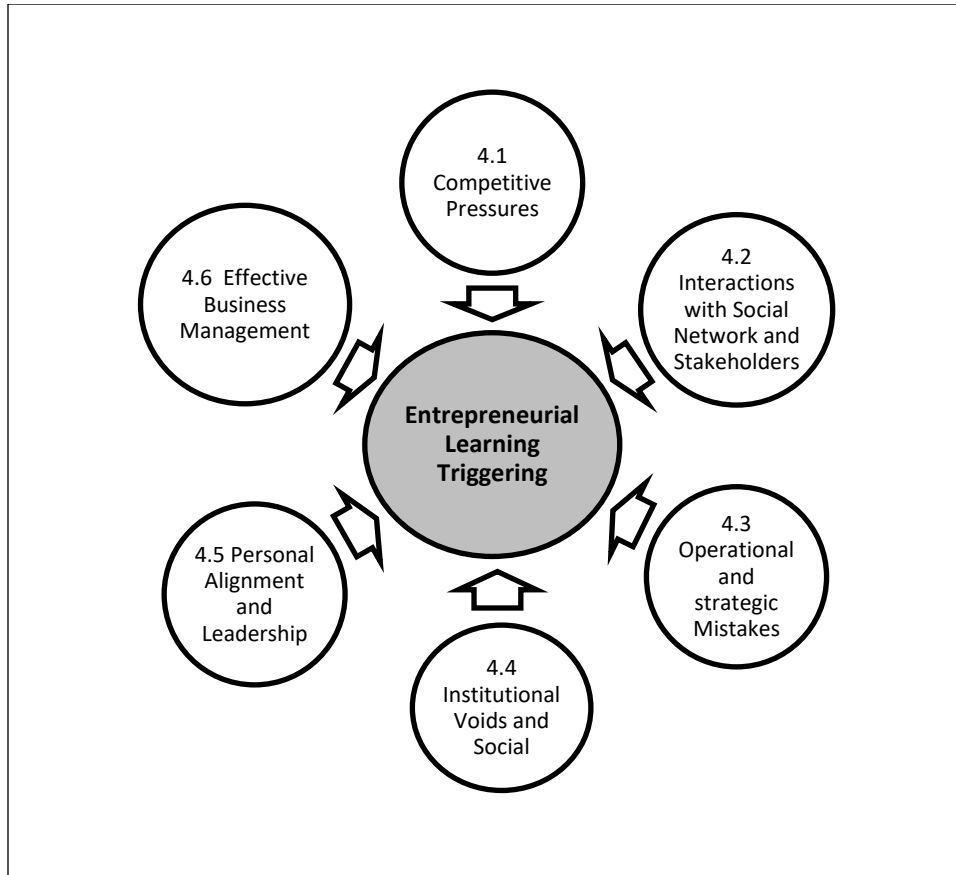 4.1
Competitive
Pressures
4.2
Interactions
with Social
Network and
Stakeholders
4.3
Operational
and
strategic
Mistakes
4.4
Institutional
Voids and
Social
4.5 Personal
Alignment
and
Leadership
4.6 Effective
Business
Management
Entrepreneurial
Learning
Triggering